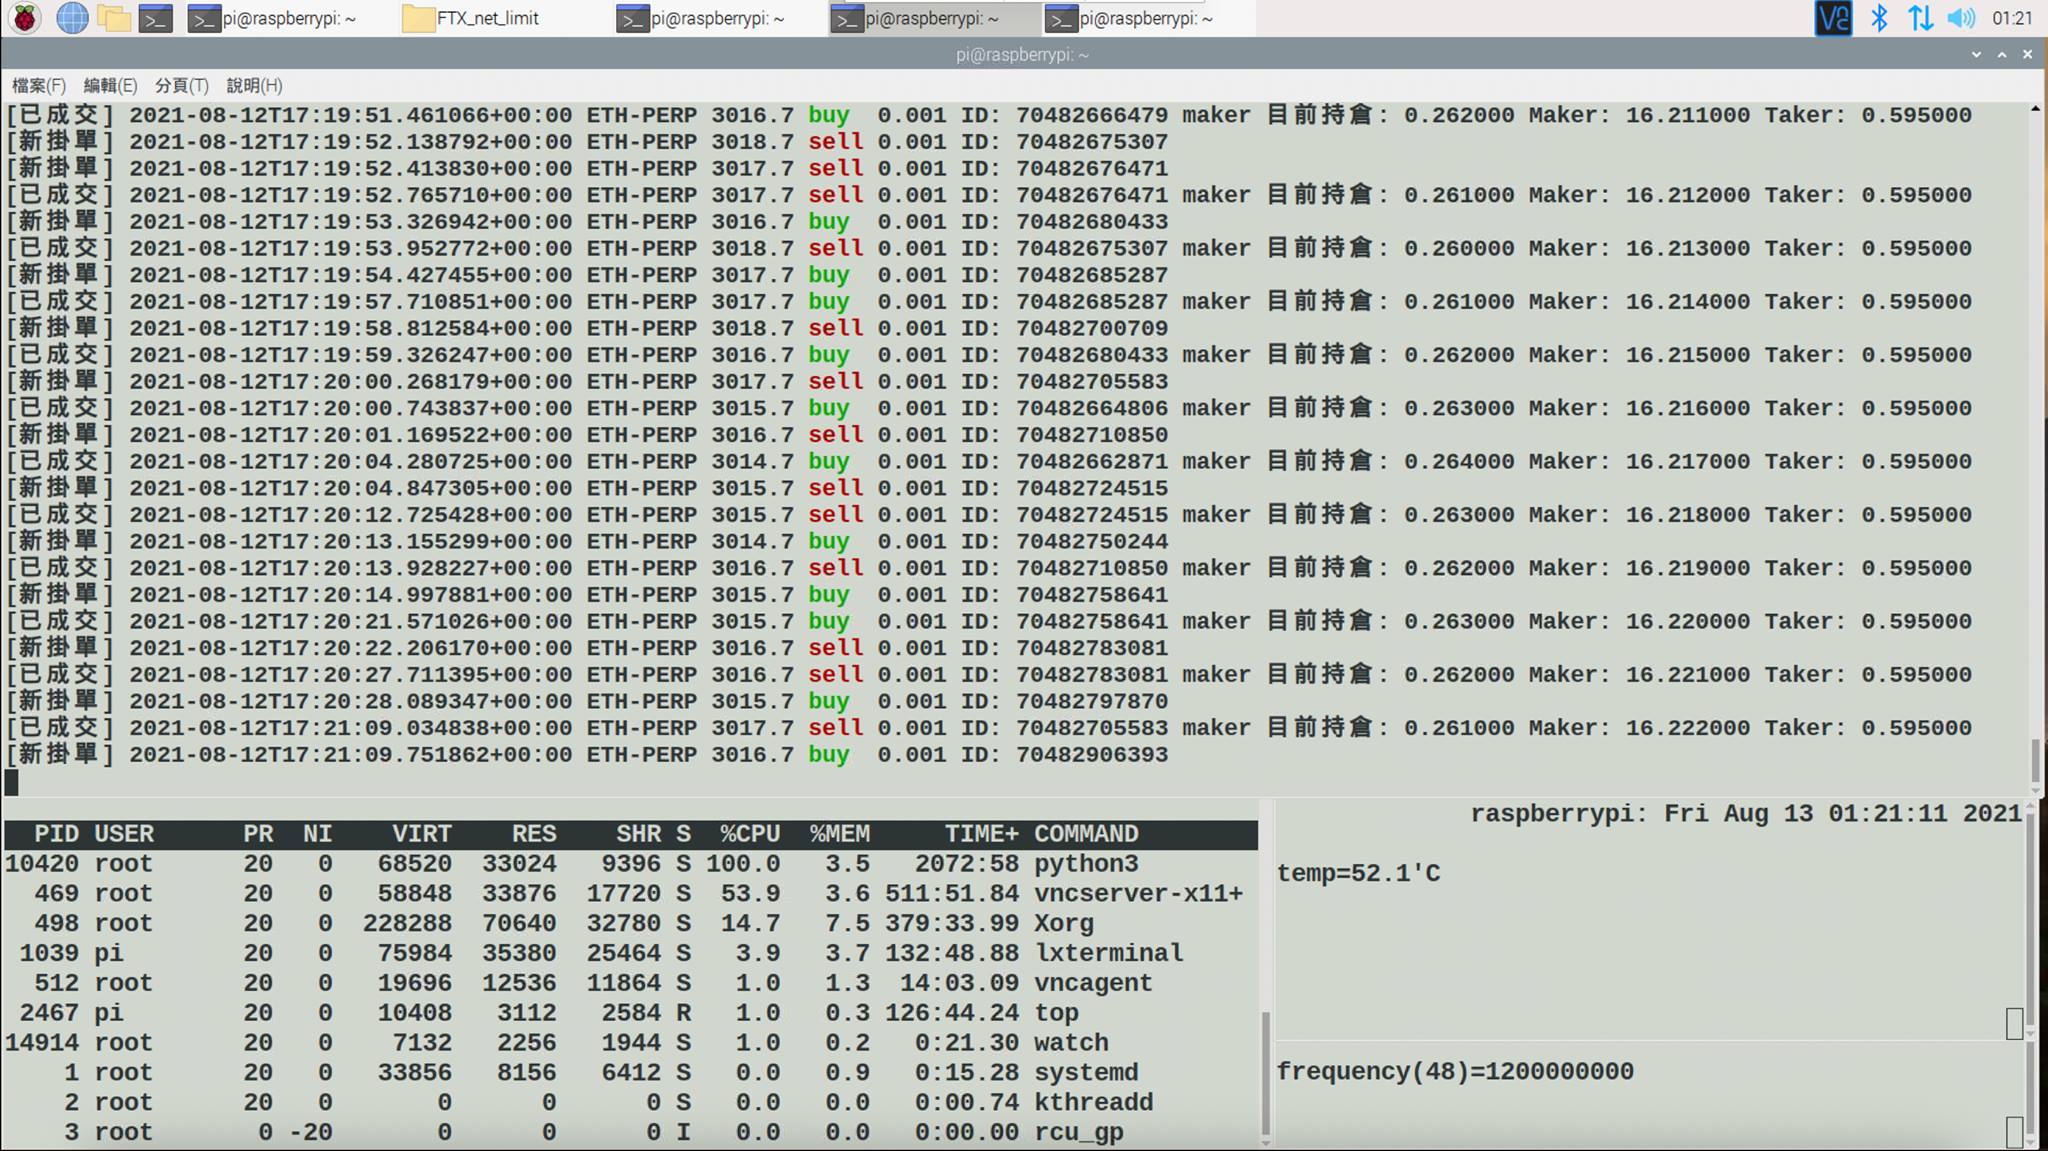 pi@raspberrypi: ~ FTX_net_limit pi@raspberrypi: ~ pi@raspberrypi: ~ pi@raspberrypi: ~ 01:21
pi@raspberrypi: ~
檔案(F) 編輯(E) 分頁(T) 說明(H)
[已成交] 2021-08-12T17:19:51.461066+00:00 ETH-PERP 3016.7 buy 0.001 ID: 70482666479 maker 目前持倉: 0.262000 Maker: 16.211000 Taker: 0.595000
[新掛單] 2021-08-12T17:19:52.138792+00:00 ETH-PERP 3018.7 sell 0.001 ID: 70482675307
[新掛單] 2021-08-12T17:19:52.413830+00:00 ETH-PERP 3017.7 sell 0.001 ID: 70482676471
[已成交] 2021-08-12T17:19:52.765710+00:00 ETH-PERP 3017.7 sell 0.001 ID: 70482676471 maker 目前持倉: 0.261000 Maker: 16.212000 Taker: 0.595000
[新掛單] 2021-08-12T17:19:53.326942+00:00 ETH-PERP 3016.7 buy 0.001 ID: 70482680433
[已成交] 2021-08-12T17:19:53.952772+00:00 ETH-PERP 3018.7 sell 0.001 ID: 70482675307 maker 目前持倉: 0.260000 Maker: 16.213000 Taker: 0.595000
[新掛單] 2021-08-12T17:19:54.427455+00:00 ETH-PERP 3017.7 buy 0.001 ID: 70482685287
[已成交] 2021-08-12T17:19:57.710851+00:00 ETH-PERP 3017.7 buy 0.001 ID: 70482685287 maker 目前持倉: 0.261000 Maker: 16.214000 Taker: 0.595000
[新掛單] 2021-08-12T17:19:58.812584+00:00 ETH-PERP 3018.7 sell 0.001 ID: 70482700709
[已成交] 2021-08-12T17:19:59.326247+00:00 ETH-PERP 3016.7 buy 0.001 ID: 70482680433 maker 目前持倉: 0.262000 Maker: 16.215000 Taker: 0.595000
[新掛單] 2021-08-12T17:20:00.268179+00:00 ETH-PERP 3017.7 sell 0.001 ID: 70482705583
[已成交] 2021-08-12T17:20:00.743837+00:00 ETH-PERP 3015.7 buy 0.001 ID: 70482664806 maker 目前持倉: 0.263000 Maker: 16.216000 Taker: 0.595000
[新掛單] 2021-08-12T17:20:01.169522+00:00 ETH-PERP 3016.7 sell 0.001 ID: 70482710850
[已成交] 2021-08-12T17:20:04.280725+00:00 ETH-PERP 3014.7 buy 0.001 ID: 70482662871 maker 目前持倉: 0.264000 Maker: 16.217000 Taker: 0.595000
[新掛單] 2021-08-12T17:20:04.847305+00:00 ETH-PERP 3015.7 sell 0.001 ID: 70482724515
[已成交] 2021-08-12T17:20:12.725428+00:00 ETH-PERP 3015.7 sell 0.001 ID: 70482724515 maker 目前持倉: 0.263000 Maker: 16.218000 Taker: 0.595000
[新掛單] 2021-08-12T17:20:13.155299+00:00 ETH-PERP 3014.7 buy 0.001 ID: 70482750244
[已成交] 2021-08-12T17:20:13.928227+00:00 ETH-PERP 3016.7 sell 0.001 ID: 70482710850 maker 目前持倉: 0.262000 Maker: 16.219000 Taker: 0.595000
[新掛單] 2021-08-12T17:20:14.997881+00:00 ETH-PERP 3015.7 buy 0.001 ID: 70482758641
[已成交] 2021-08-12T17:20:21.571026+00:00 ETH-PERP 3015.7 buy 0.001 ID: 70482758641 maker 目前持倉: 0.263000 Maker: 16.220000 Taker: 0.595000
[新掛單] 2021-08-12T17:20:22.206170+00:00 ETH-PERP 3016.7 sell 0.001 ID: 70482783081
[已成交] 2021-08-12T17:20:27.711395+00:00 ETH-PERP 3016.7 sell 0.001 ID: 70482783081 maker 目前持倉: 0.262000 Maker: 16.221000 Taker: 0.595000
[新掛單] 2021-08-12T17:20:28.089347+00:00 ETH-PERP 3015.7 buy 0.001 ID: 70482797870
[已成交] 2021-08-12T17:21:09.034838+00:00 ETH-PERP 3017.7 sell 0.001 ID: 70482705583 maker 目前持倉: 0.261000 Maker: 16.222000 Taker: 0.595000
[新掛單] 2021-08-12T17:21:09.751862+00:00 ETH-PERP 3016.7 buy 0.001 ID: 70482906393
PID USER PR NI VIRT RES SHR S %CPU %MEM TIME+ COMMAND
10420 root 20 0 68520 33024 9396 S 100.0 3.5 2072:58 python3
469 root 20 0 58848 33876 17720 S 53.9 3.6 511:51.84 vncserver-x11+
498 root 20 0 228288 70640 32780 S 14.7 7.5 379:33.99 Xorg
1039 pi 20 0 75984 35380 25464 S 3.9 3.7 132:48.88 lxterminal
512 root 20 0 19696 12536 11864 S 1.0 1.3 14:03.09 vncagent
2467 pi 20 0 10408 3112 2584 R 1.0 0.3 126:44.24 top
14914 root 20 0 7132 2256 1944 S 1.0 0.2 0:21.30 watch
1 root 20 0 33856 8156 6412 S 0.0 0.9 0:15.28 systemd
2 root 20 0 0 0 0 S 0.0 0.0 0:00.74 kthreadd
3 root 0 -20 0 0 0 I 0.0 0.0 0:00.00 rcu_gp
raspberrypi: Fri Aug 13 01:21:11 2021
temp=52.1'C
frequency(48)=1200000000